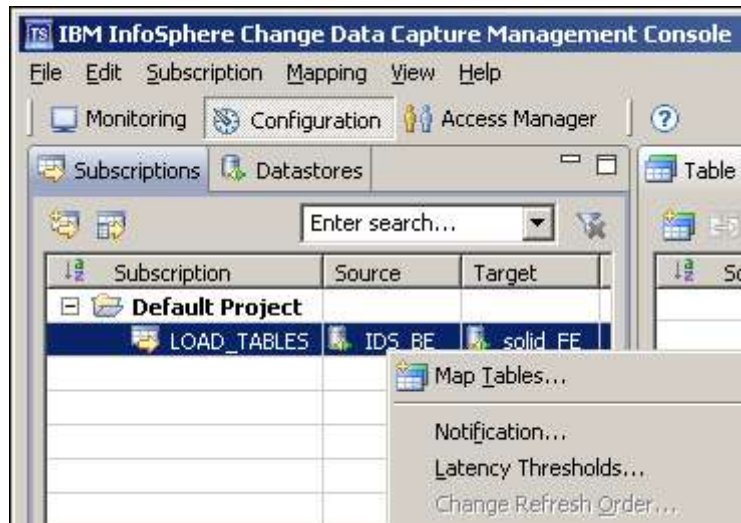 TS IBM InfoSphere Change Data Capture Management Console
File Edit Subscription Mapping View Help
Monitoring Configuration Access Manager ?
Subscriptions Datastores Table
Enter search...
Subscription Source Target
Default Project
LOAD_TABLES IDS_BE solid_FE
Map Tables...
Notification...
Latency Thresholds...
Change Refresh Order...